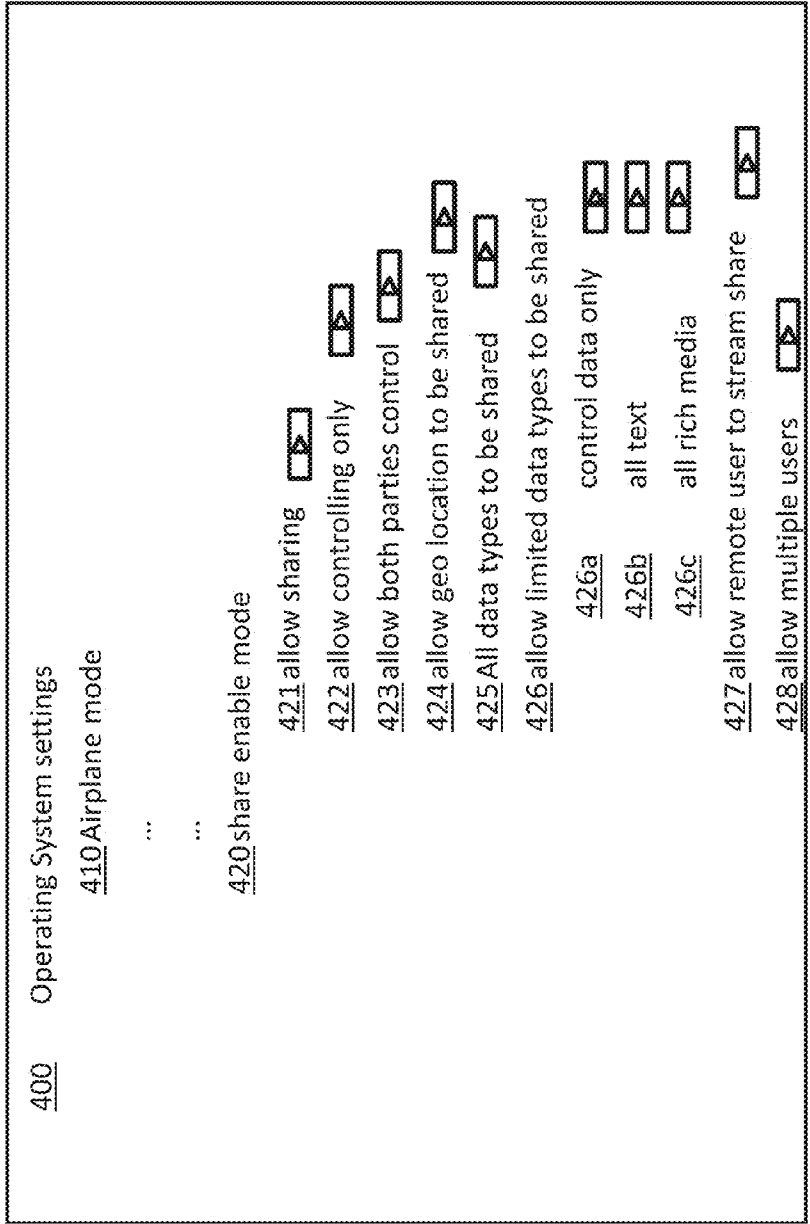 400 Operating System settings
410 Airplane mode
...
...
420 share enable mode
421 allow sharing
422 allow controlling only
423 allow both parties control
424 allow geo location to be shared
425 All data types to be shared
426 allow limited data types to be shared
426a control data only
426b all text
426c all rich media
427 allow remote user to stream share
428 allow multiple users